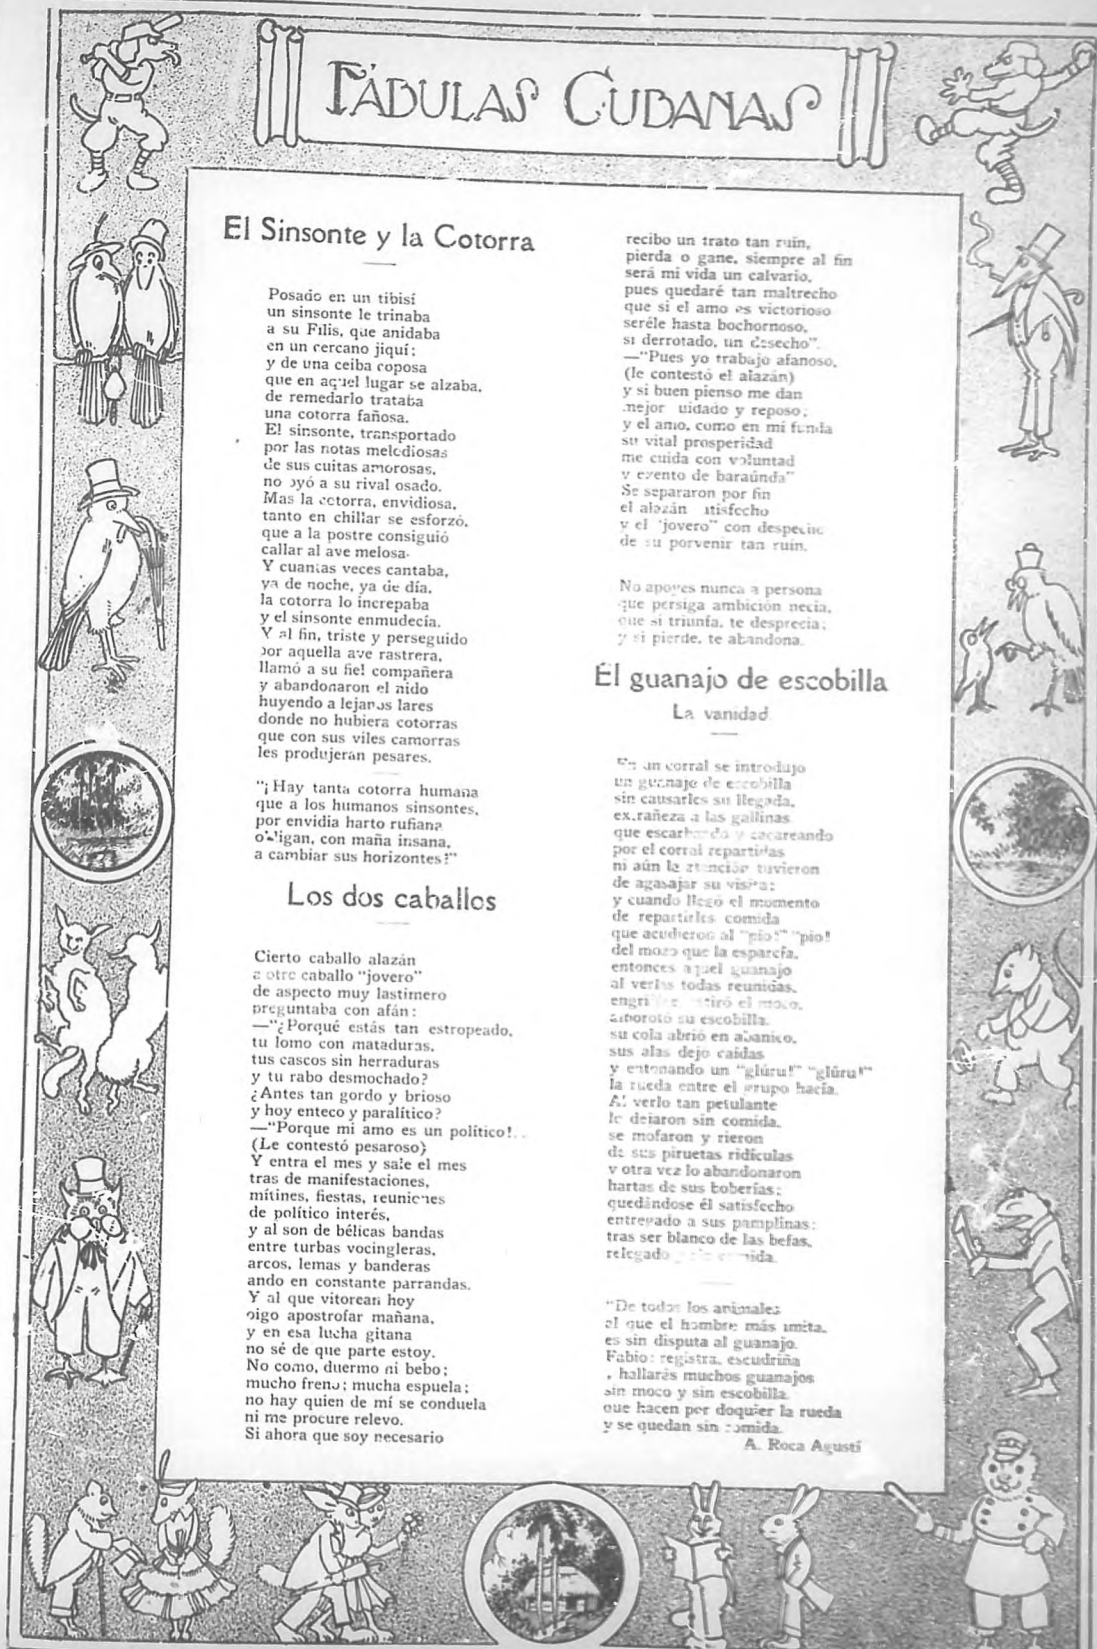 FÁBULAS CUBANAS
El Sinsonte y la Cotorra
Posado en un tibisí
un sinsonte le trinaba
a su Filis, que anidaba
en un cercano jiquí;
y de una ceiba coposa
que en aquel lugar se alzaba,
de remedarlo trataba
una cotorra fañosa.
El sinsonte, transportado
por las notas melodiosas
de sus cuitas amorosas,
no oyó a su rival osado.
Mas la cotorra, envidiosa,
tanto en chillar se esforzó,
que a la postre consiguió
callar al ave melosa.
Y cuantas veces cantaba,
ya de noche, ya de día,
la cotorra lo increpaba
y el sinsonte enmudecía.
Y al fin, triste y perseguido
por aquella ave rastrera,
llamó a su fiel compañera
y abandonaron el nido
huyendo a lejanos lares
donde no hubiera cotorras
que con sus viles camorras
les produjeran pesares.
"¡Hay tanta cotorra humana
que a los humanos sinsontes,
por envidia harto rufiana
obligan, con maña insana,
a cambiar sus horizontes!"
Los dos caballos
Cierto caballo alazán
a otro caballo "jovero"
de aspecto muy lastimero
preguntaba con afán:
—"¿Porqué estás tan estropeado,
tu lomo con mataduras,
tus cascos sin herraduras
y tu rabo desmochado?
¿Antes tan gordo y brioso
y hoy enteco y paralítico?
—"Porque mi amo es un político!..
(Le contestó pesaroso)
Y entra el mes y sale el mes
tras de manifestaciones,
mítines, fiestas, reuniones
de político interés,
y al son de bélicas bandas
entre turbas vocingleras,
arcos, lemas y banderas
ando en constante parrandas.
Y al que vitorean hoy
oigo apostrofar mañana,
y en esa lucha gitana
no sé de que parte estoy.
No como, duermo ni bebo;
mucho freno; mucha espuela;
no hay quien de mí se conduela
ni me procure relevo.
Si ahora que soy necesario
recibo un trato tan ruin,
pierda o gane, siempre al fin
será mi vida un calvario,
pues quedaré tan maltrecho
que si el amo es victorioso
seréle hasta bochornoso,
si derrotado, un desecho".
—"Pues yo trabajo afanoso,
(le contestó el alazán)
y si buen pienso me dan
mejor cuidado y reposo;
y el amo, como en mi funda
su vital prosperidad
me cuida con voluntad
y exento de baraúnda"
Se separaron por fin
el alazán satisfecho
y el "jovero" con despecho
de su porvenir tan ruin.
No apoyes nunca a persona
que persiga ambición necia,
que si triunfa, te desprecia;
y si pierde, te abandona.
El guanajo de escobilla
La vanidad
En un corral se introdujo
un guanajo de escobilla
sin causarles su llegada,
extrañeza a las gallinas
que escarbando y cacareando
por el corral repartidas
ni aún la atención tuvieron
de agasajar su visita;
y cuando llegó el momento
de repartirles comida
que acudieron al "pío!" "pío!
del mozo que la esparcía,
entonces aquel guanajo
al verlas todas reunidas,
estiró el moco,
alborotó su escobilla,
su cola abrió en abanico,
sus alas dejo caídas
y entonando un "glúru!" "glúru!"
la rueda entre el grupo hacía.
Al verlo tan petulante
le dejaron sin comida,
se mofaron y rieron
de sus piruetas ridículas
y otra vez lo abandonaron
hartas de sus boberías;
quedándose él satisfecho
entregado a sus pamplinas;
tras ser blanco de las befas,
relegado y sin comida.
"De todos los animales
al que el hombre más imita,
es sin disputa al guanajo.
Fabio: registra, escudriña
, hallarás muchos guanajos
sin moco y sin escobilla
que hacen por doquier la rueda
y se quedan sin comida.
A. Roca Agustí